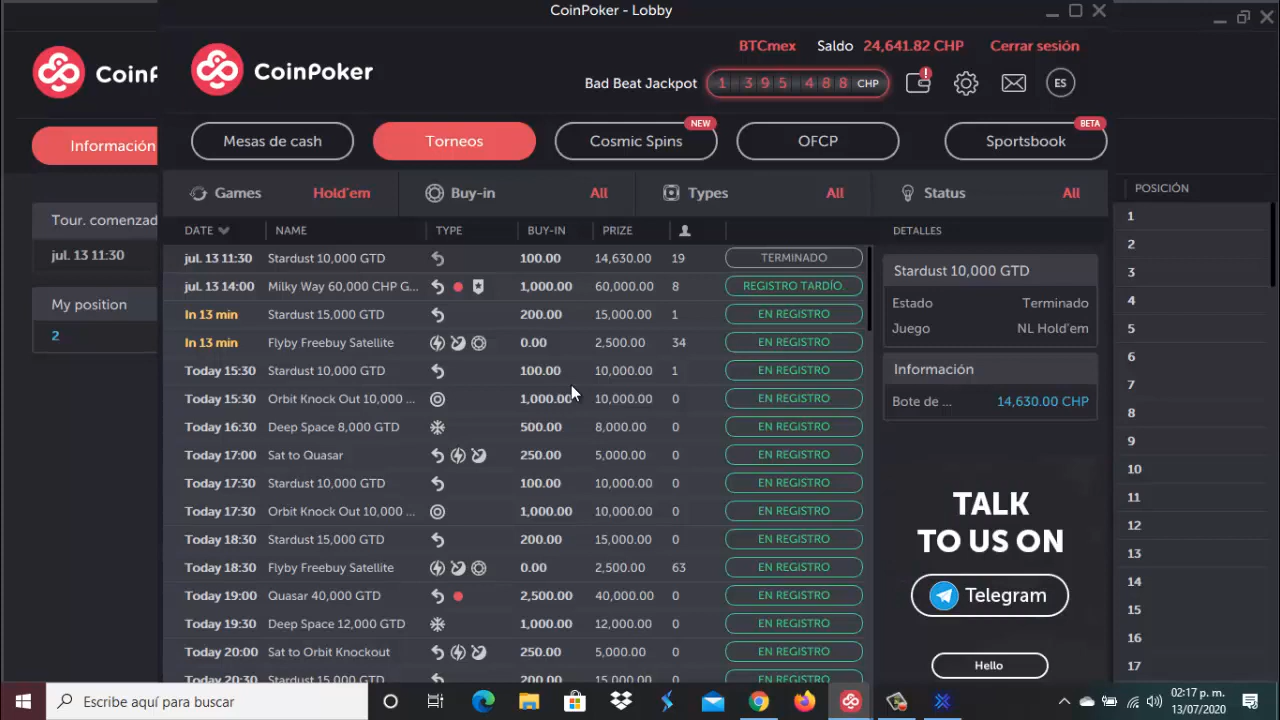 CoinPoker - Lobby
BTCmex Saldo 24,641.82 CHP Cerrar sesión
CoinPoker
Bad Beat Jackpot 1 395 488 CHP
ES
Mesas de cash Torneos Cosmic Spins NEW OFCP Sportsbook BETA
Games Hold'em Buy-in All Types All Status All
DATE NAME TYPE BUY-IN PRIZE
jul. 13 11:30 Stardust 10,000 GTD 100.00 14,630.00 19 TERMINADO
jul. 13 14:00 Milky Way 60,000 CHP G... 1,000.00 60,000.00 8 REGISTRO TARDÍO
In 13 min Stardust 15,000 GTD 200.00 15,000.00 1 EN REGISTRO
In 13 min Flyby Freebuy Satellite 0.00 2,500.00 34 EN REGISTRO
Today 15:30 Stardust 10,000 GTD 100.00 10,000.00 1 EN REGISTRO
Today 15:30 Orbit Knock Out 10,000 ... 1,000.00 10,000.00 0 EN REGISTRO
Today 16:30 Deep Space 8,000 GTD 500.00 8,000.00 0 EN REGISTRO
Today 17:00 Sat to Quasar 250.00 5,000.00 0 EN REGISTRO
Today 17:30 Stardust 10,000 GTD 100.00 10,000.00 0 EN REGISTRO
Today 17:30 Orbit Knock Out 10,000 ... 1,000.00 10,000.00 0 EN REGISTRO
Today 18:30 Stardust 15,000 GTD 200.00 15,000.00 0 EN REGISTRO
Today 18:30 Flyby Freebuy Satellite 0.00 2,500.00 63 EN REGISTRO
Today 19:00 Quasar 40,000 GTD 2,500.00 40,000.00 0 EN REGISTRO
Today 19:30 Deep Space 12,000 GTD 1,000.00 12,000.00 0 EN REGISTRO
Today 20:00 Sat to Orbit Knockout 250.00 5,000.00 0 EN REGISTRO
Today 20:30 Stardust 15,000 GTD 200.00 15,000.00 0 EN REGISTRO
DETALLES
Stardust 10,000 GTD
Estado Terminado
Juego NL Hold'em
Información
Bote de ... 14,630.00 CHP
TALK
TO US ON
Telegram
Hello
CoinP
Información
Tour. comenzad
jul. 13 11:30
My position
2
POSICIÓN
1
2
3
4
5
6
7
8
9
10
11
12
13
14
15
16
17
Escribe aquí para buscar
02:17 p. m.
13/07/2020